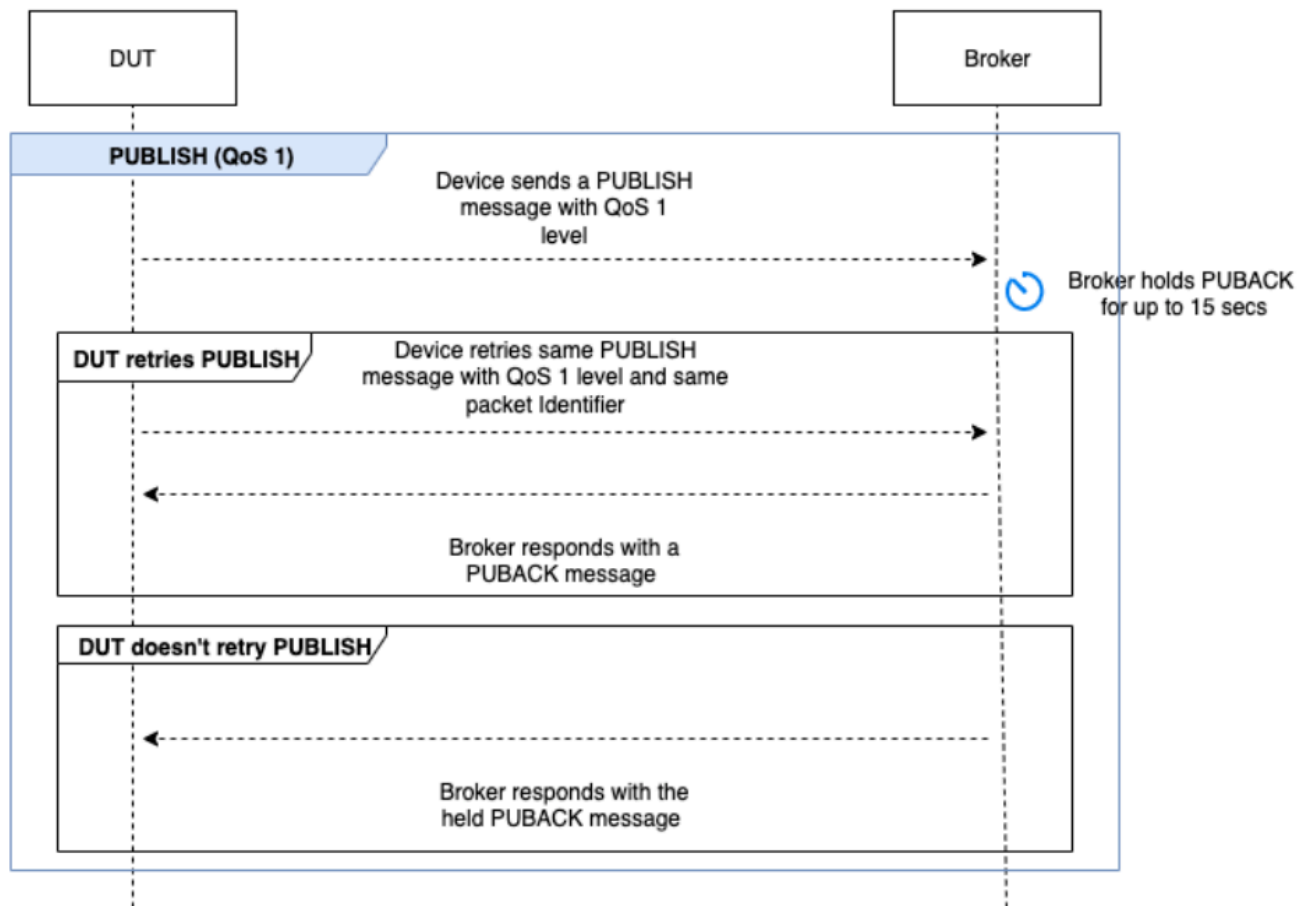 DUT
Broker
PUBLISH (QoS 1)
Device sends a PUBLISH
message with QoS 1
level
Broker holds PUBACK
for up to 15 secs
DUT retries PUBLISH
Device retries same PUBLISH
message with QoS 1 level and same
packet Identifier
Broker responds with a
PUBACK message
DUT doesn't retry PUBLISH
Broker responds with the
held PUBACK message